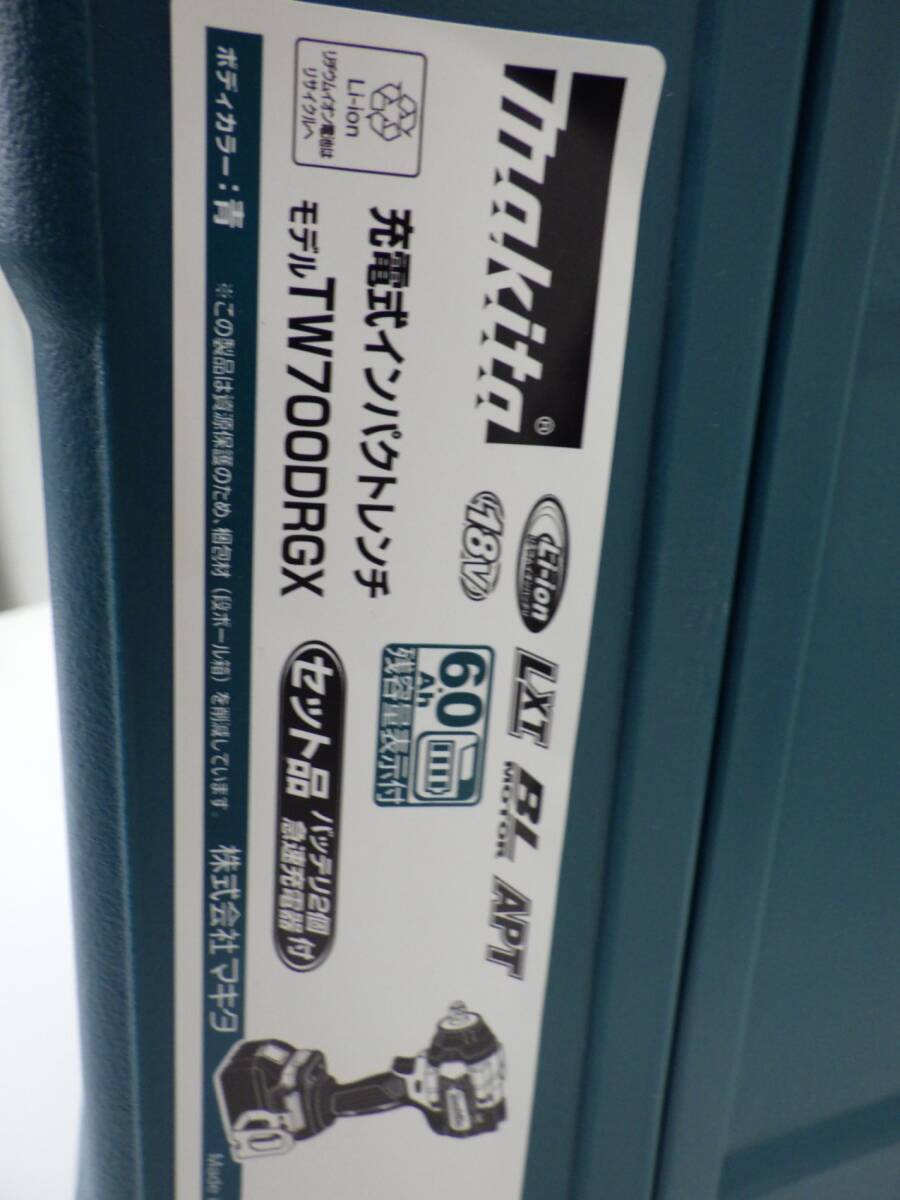 makita®
Li-ion
LXT
BL
MOTOR
APT
18V
6.0
Ah
残容量表示付
充電式インパクトレンチ
モデルTW700DRGX
セット品
バッテリ2個
急速充電器
付
Li-ion
リチウムイオン電池は
リサイクルへ
ボディカラー：青
※この製品は資源保護のため、梱包材（段ボール箱）を削減しています。
株式会社マキタ
Made